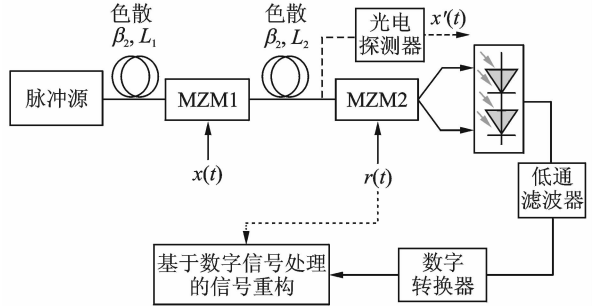 色散
β₂, L₁
色散
β₂, L₂
光电
探测器
x′(t)
脉冲源
MZM1
MZM2
x(t)
r(t)
低通
滤波器
基于数字信号处理
的信号重构
数字
转换器